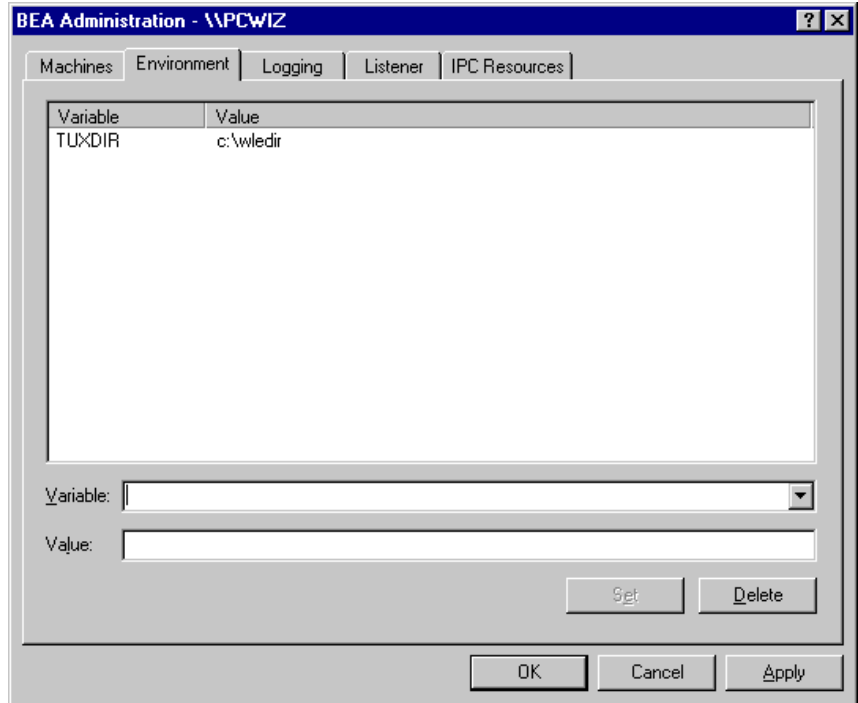 BEA Administration - \\PCWIZ
Machines Environment Logging Listener IPC Resources
Variable Value
TUXDIR c:\wledir
Variable:
Value:
Set Delete
OK Cancel Apply